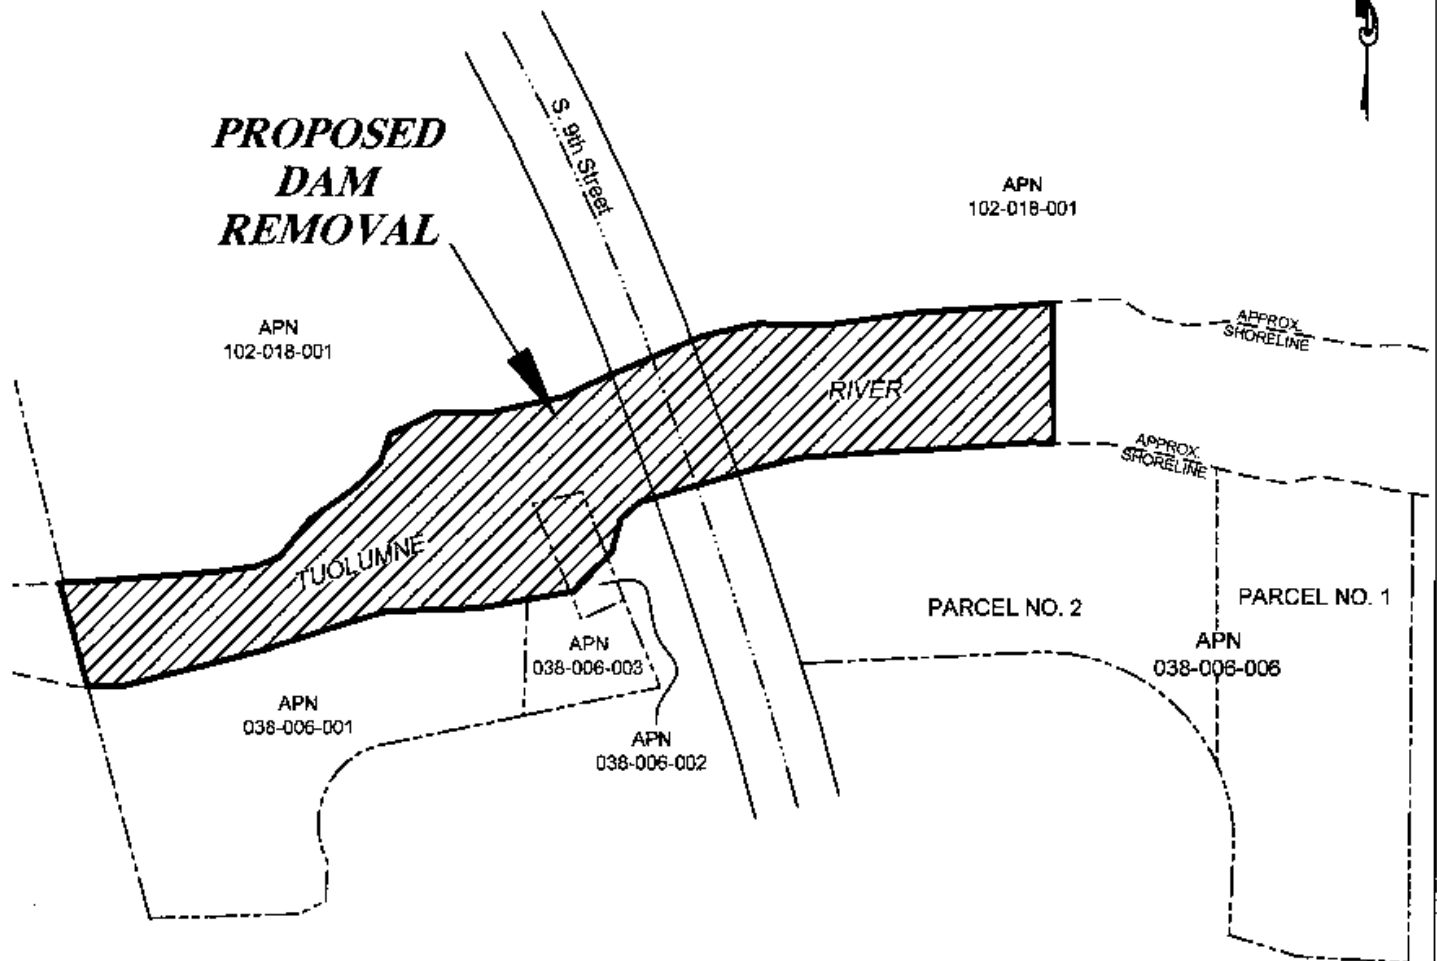 PROPOSED
DAM
REMOVAL
S. 9th Street
APN
102-018-001
APN
102-018-001
APPROX.
SHORELINE
RIVER
APPROX.
SHORELINE
TUOLUMNE
PARCEL NO. 2
PARCEL NO. 1
APN
038-006-003
APN
038-006-006
APN
038-006-001
APN
038-006-002